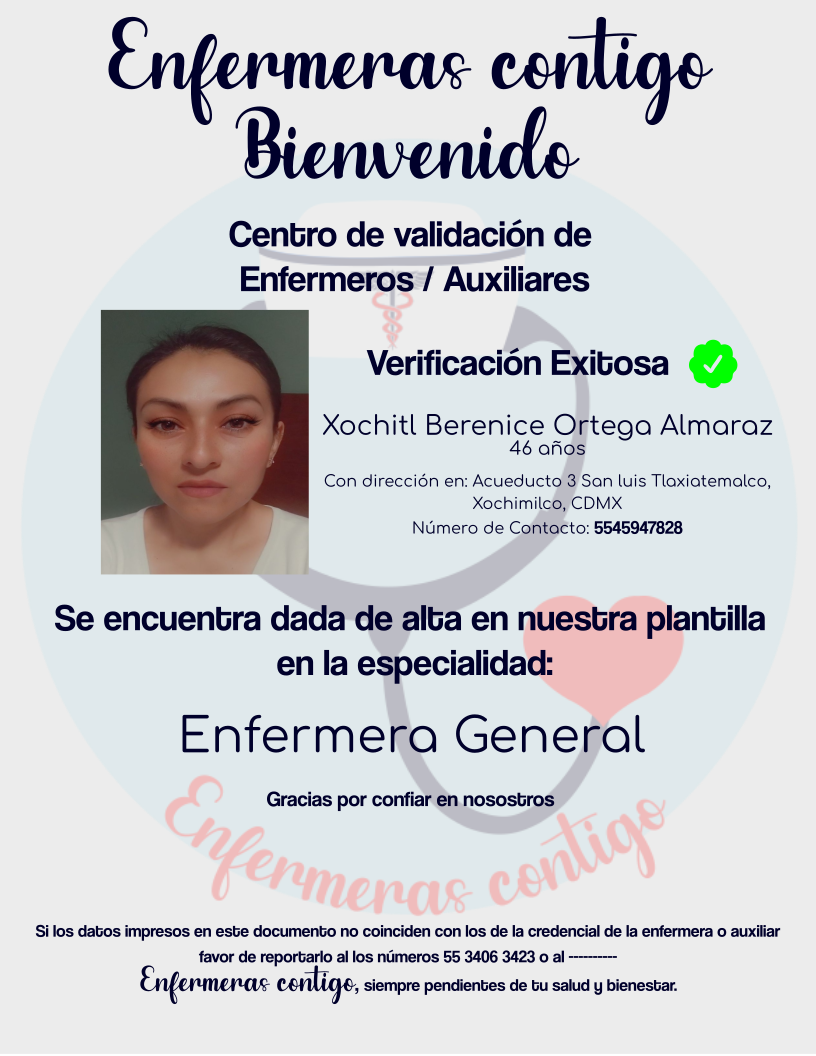 Enfermeras contigo
Bienvenido
Centro de validación de
Enfermeros / Auxiliares
Verificación Exitosa
Xochitl Berenice Ortega Almaraz
46 años
Con dirección en: Acueducto 3 San luis Tlaxiatemalco,
Xochimilco, CDMX
Número de Contacto: 5545947828
Se encuentra dada de alta en nuestra plantilla
en la especialidad:
Enfermera General
Gracias por confiar en nosostros
Enfermeras contigo
Si los datos impresos en este documento no coinciden con los de la credencial de la enfermera o auxiliar
favor de reportarlo al los números 55 3406 3423 o al ----------
Enfermeras contigo, siempre pendientes de tu salud y bienestar.